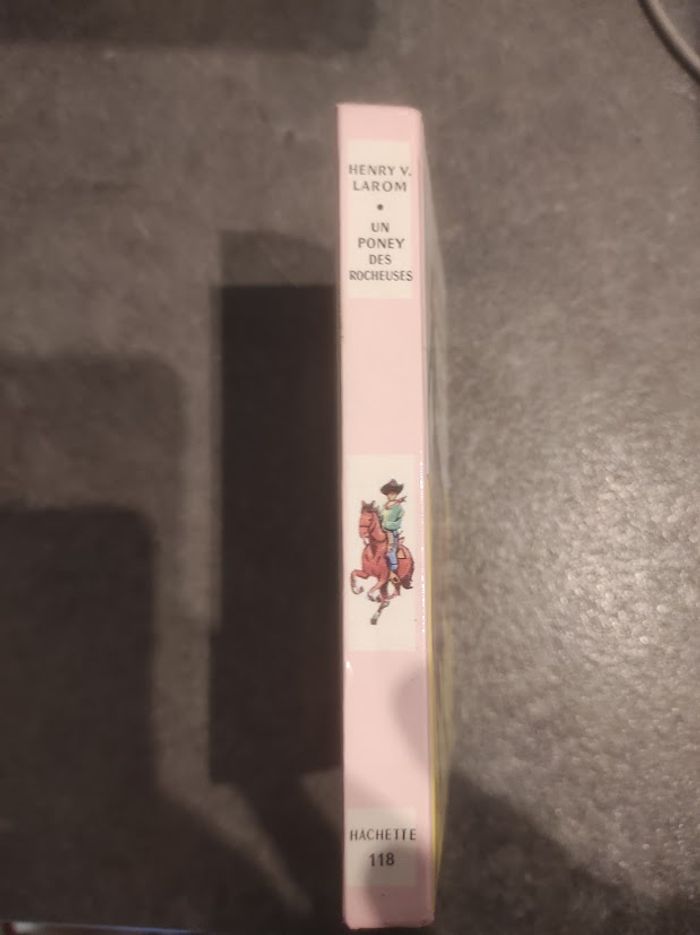 HENRY V.
LAROM
•
UN
PONEY
DES
ROCHEUSES
HACHETTE
118